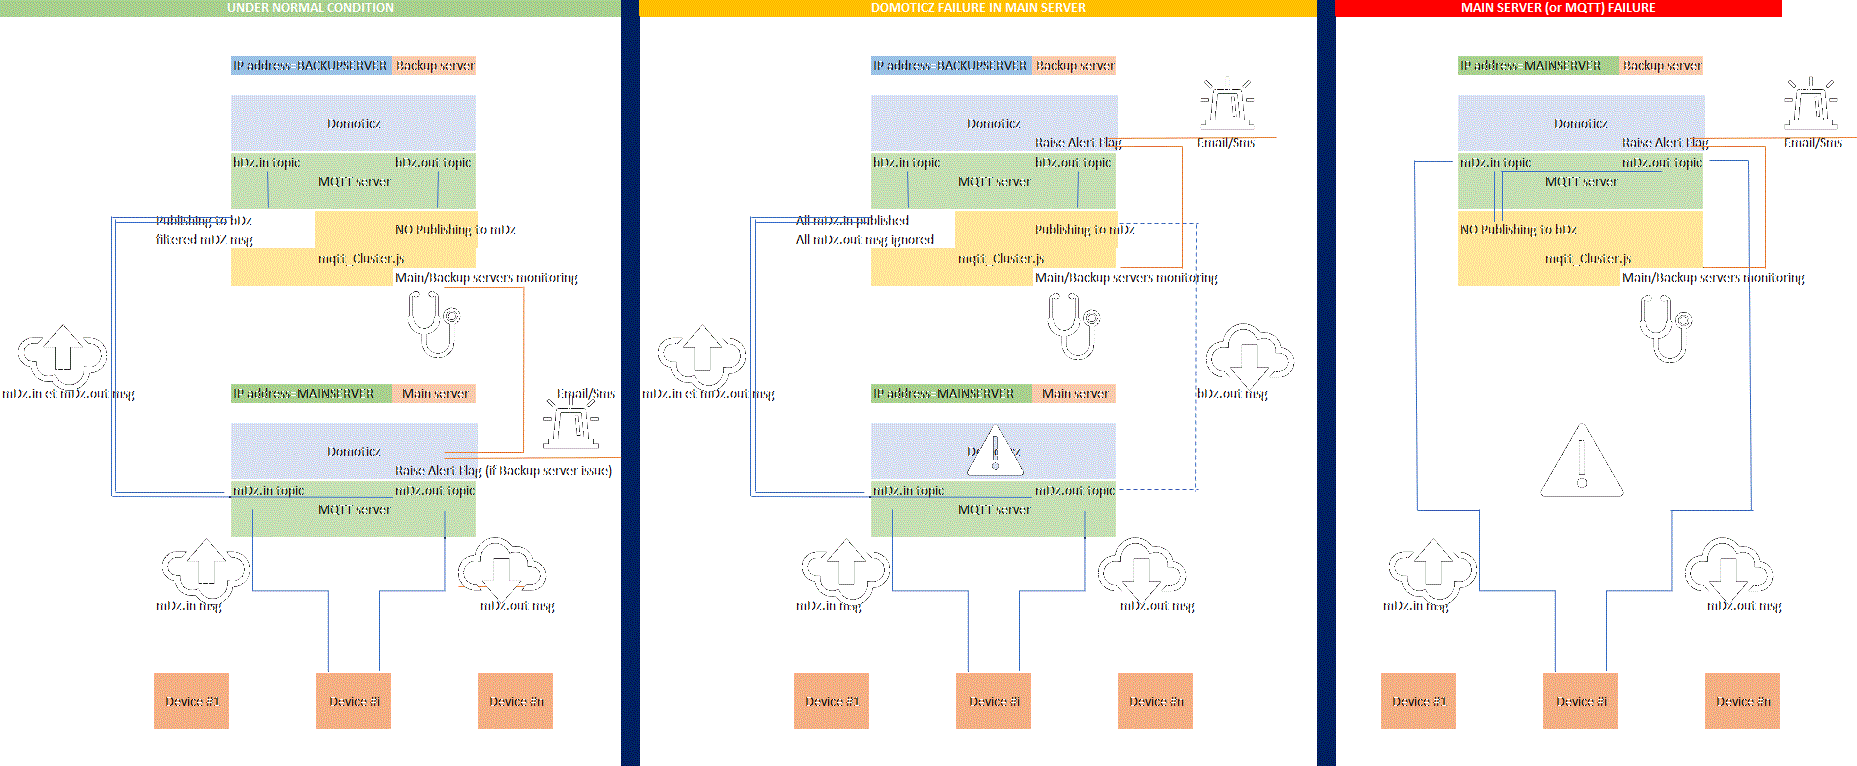 UNDER NORMAL CONDITION
IP address=BACKUPSERVER Backup server
Domoticz
bDz.in topic bDz.out topic
MQTT server
Publishing to bDz
filtered mDZ msg
NO Publishing to mDz
mqtt_Cluster.js
Main/Backup servers monitoring
mDz.in et mDz.out msg
IP address=MAINSERVER Main server
Email/Sms
Domoticz
Raise Alert Flag (if Backup server issue)
mDz.in topic mDz.out topic
MQTT server
mDz.in msg mDz.out msg
Device #1 Device #i Device #n
DOMOTICZ FAILURE IN MAIN SERVER
IP address=BACKUPSERVER Backup server
Domoticz
Raise Alert Flag Email/Sms
bDz.in topic bDz.out topic
MQTT server
All mDz.in published
All mDz.out msg ignored
Publishing to mDz
mqtt_Cluster.js
Main/Backup servers monitoring
mDz.in et mDz.out msg
bDz.out msg
IP address=MAINSERVER Main server
mDz.in topic mDz.out topic
MQTT server
mDz.in msg mDz.out msg
Device #1 Device #i Device #n
MAIN SERVER (or MQTT) FAILURE
IP address=MAINSERVER Backup server
Domoticz
Raise Alert Flag Email/Sms
mDz.in topic mDz.out topic
MQTT server
NO Publishing to bDz
mqtt_Cluster.js
Main/Backup servers monitoring
mDz.in msg mDz.out msg
Device #1 Device #i Device #n